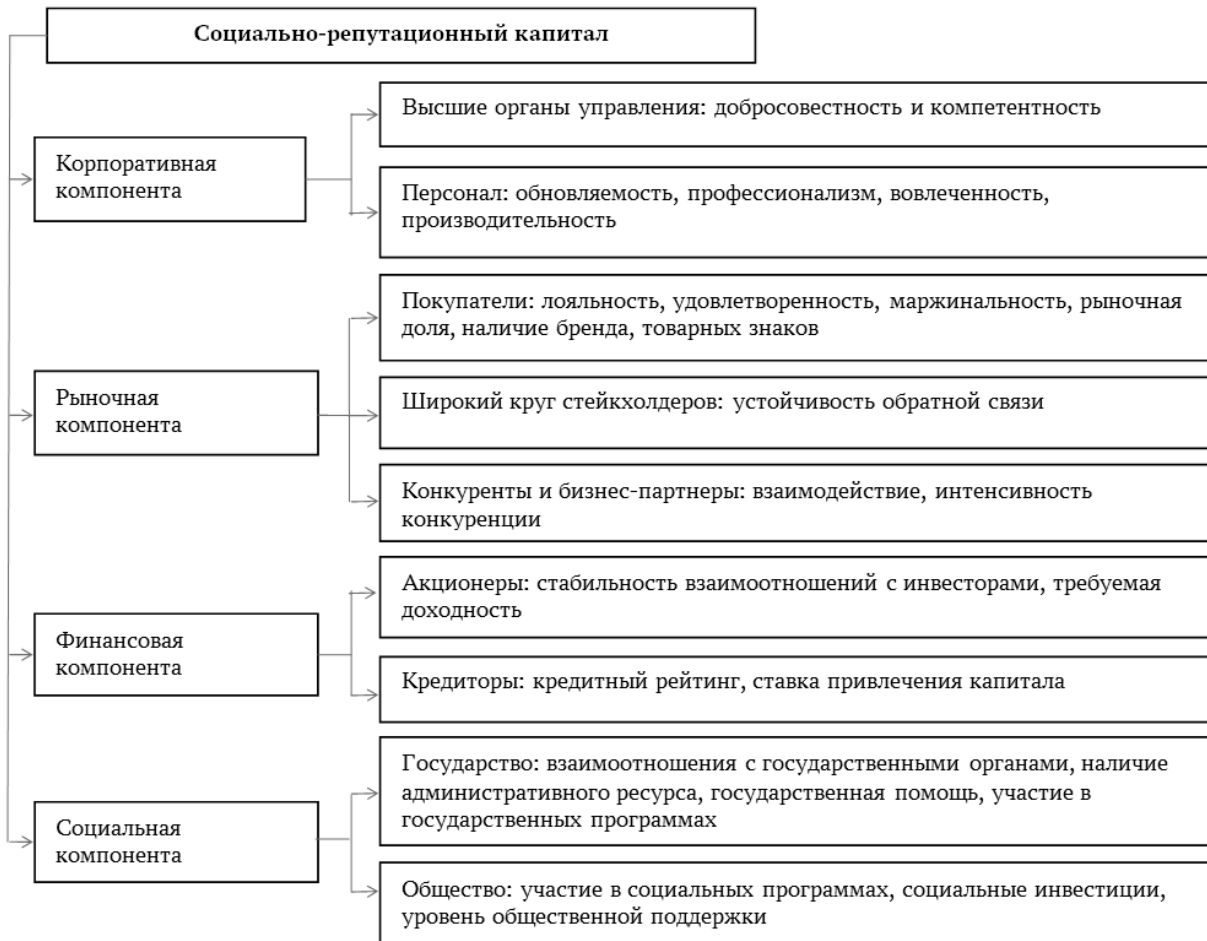 Социально-репутационный капитал
Корпоративная
компонента
Высшие органы управления: добросовестность и компетентность
Персонал: обновляемость, профессионализм, вовлеченность,
производительность
Рыночная
компонента
Покупатели: лояльность, удовлетворенность, маржинальность, рыночная
доля, наличие бренда, товарных знаков
Широкий круг стейкхолдеров: устойчивость обратной связи
Конкуренты и бизнес-партнеры: взаимодействие, интенсивность
конкуренции
Финансовая
компонента
Акционеры: стабильность взаимоотношений с инвесторами, требуемая
доходность
Кредиторы: кредитный рейтинг, ставка привлечения капитала
Социальная
компонента
Государство: взаимоотношения с государственными органами, наличие
административного ресурса, государственная помощь, участие в
государственных программах
Общество: участие в социальных программах, социальные инвестиции,
уровень общественной поддержки